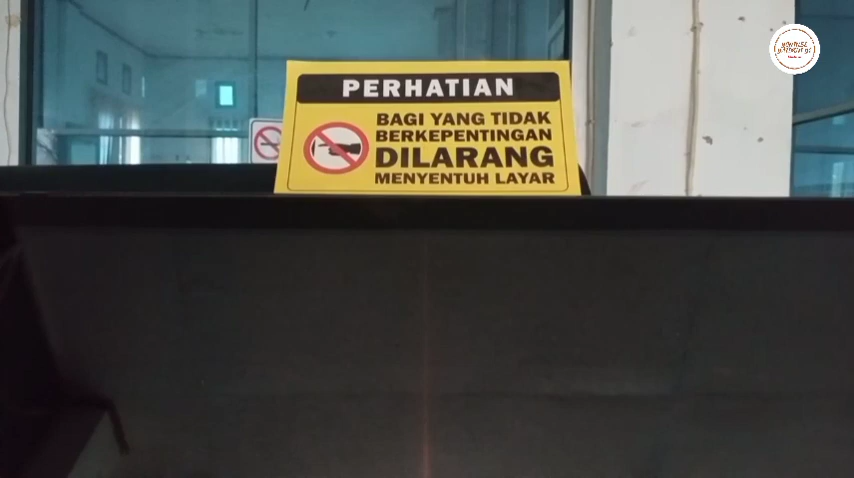 PERHATIAN
BAGI YANG TIDAK
BERKEPENTINGAN
DILARANG
MENYENTUH LAYAR